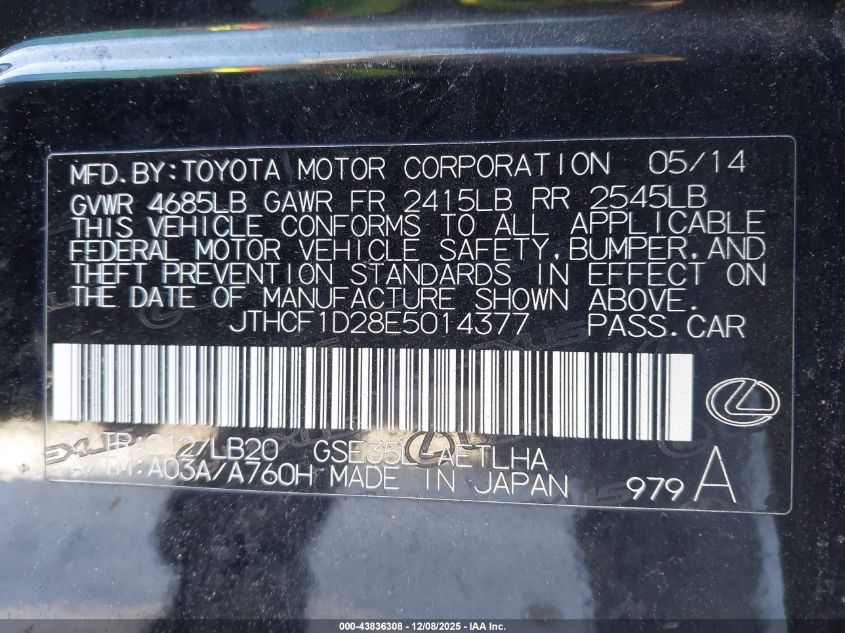 MFD.BY:TOYOTA MOTOR CORPORATION 05/14
GVWR 4685LB GAWR FR 2415LB RR 2545LB
THIS VEHICLE CONFORMS TO ALL APPLICABLE
FEDERAL MOTOR VEHICLE SAFETY,BUMPER,AND
THEFT PREVENTION STANDARDS IN EFFECT ON
THE DATE OF MANUFACTURE SHOWN ABOVE.
JTHCF1D28E5014377 PASS.CAR
C/TR:212/LB20 GSE35L-AETLHA
A/TM:A03A/A760H MADE IN JAPAN 979A
000-43836308 - 12/08/2025 - IAA Inc.